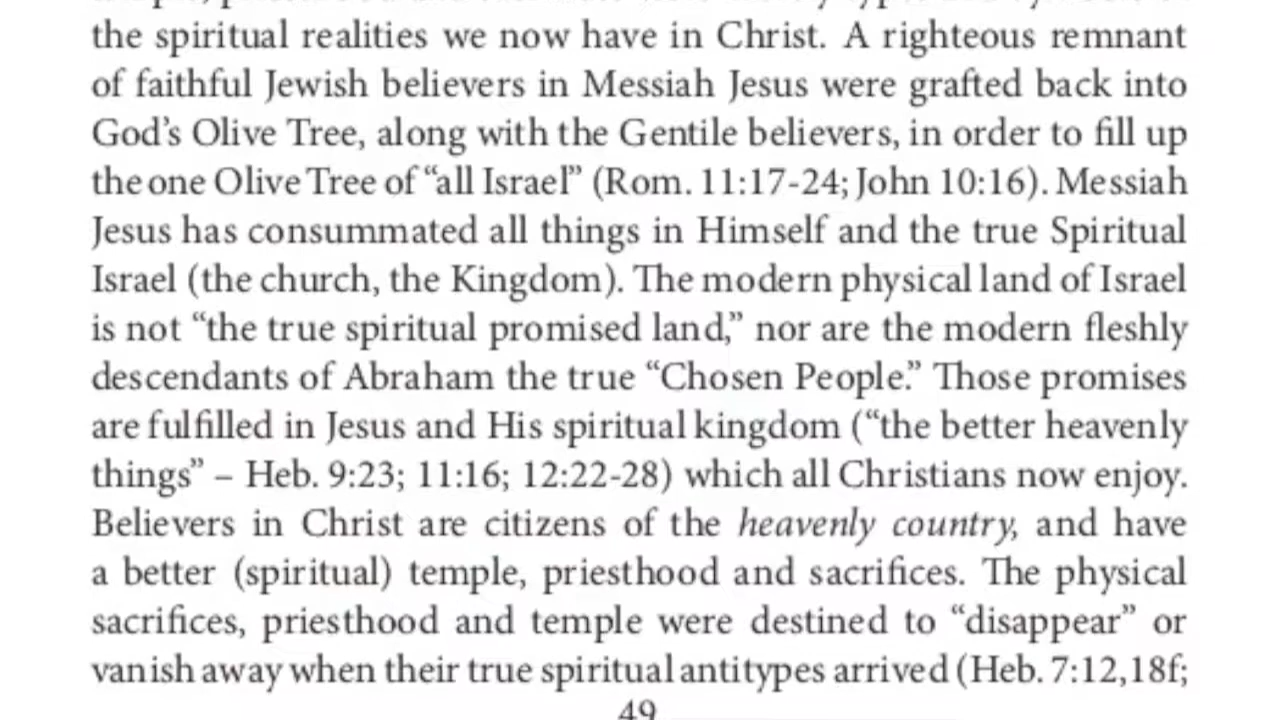 the spiritual realities we now have in Christ. A righteous remnant
of faithful Jewish believers in Messiah Jesus were grafted back into
God’s Olive Tree, along with the Gentile believers, in order to fill up
the one Olive Tree of “all Israel” (Rom. 11:17-24; John 10:16). Messiah
Jesus has consummated all things in Himself and the true Spiritual
Israel (the church, the Kingdom). The modern physical land of Israel
is not “the true spiritual promised land,” nor are the modern fleshly
descendants of Abraham the true “Chosen People.” Those promises
are fulfilled in Jesus and His spiritual kingdom (“the better heavenly
things” – Heb. 9:23; 11:16; 12:22-28) which all Christians now enjoy.
Believers in Christ are citizens of the heavenly country, and have
a better (spiritual) temple, priesthood and sacrifices. The physical
sacrifices, priesthood and temple were destined to “disappear” or
vanish away when their true spiritual antitypes arrived (Heb. 7:12,18f;
49